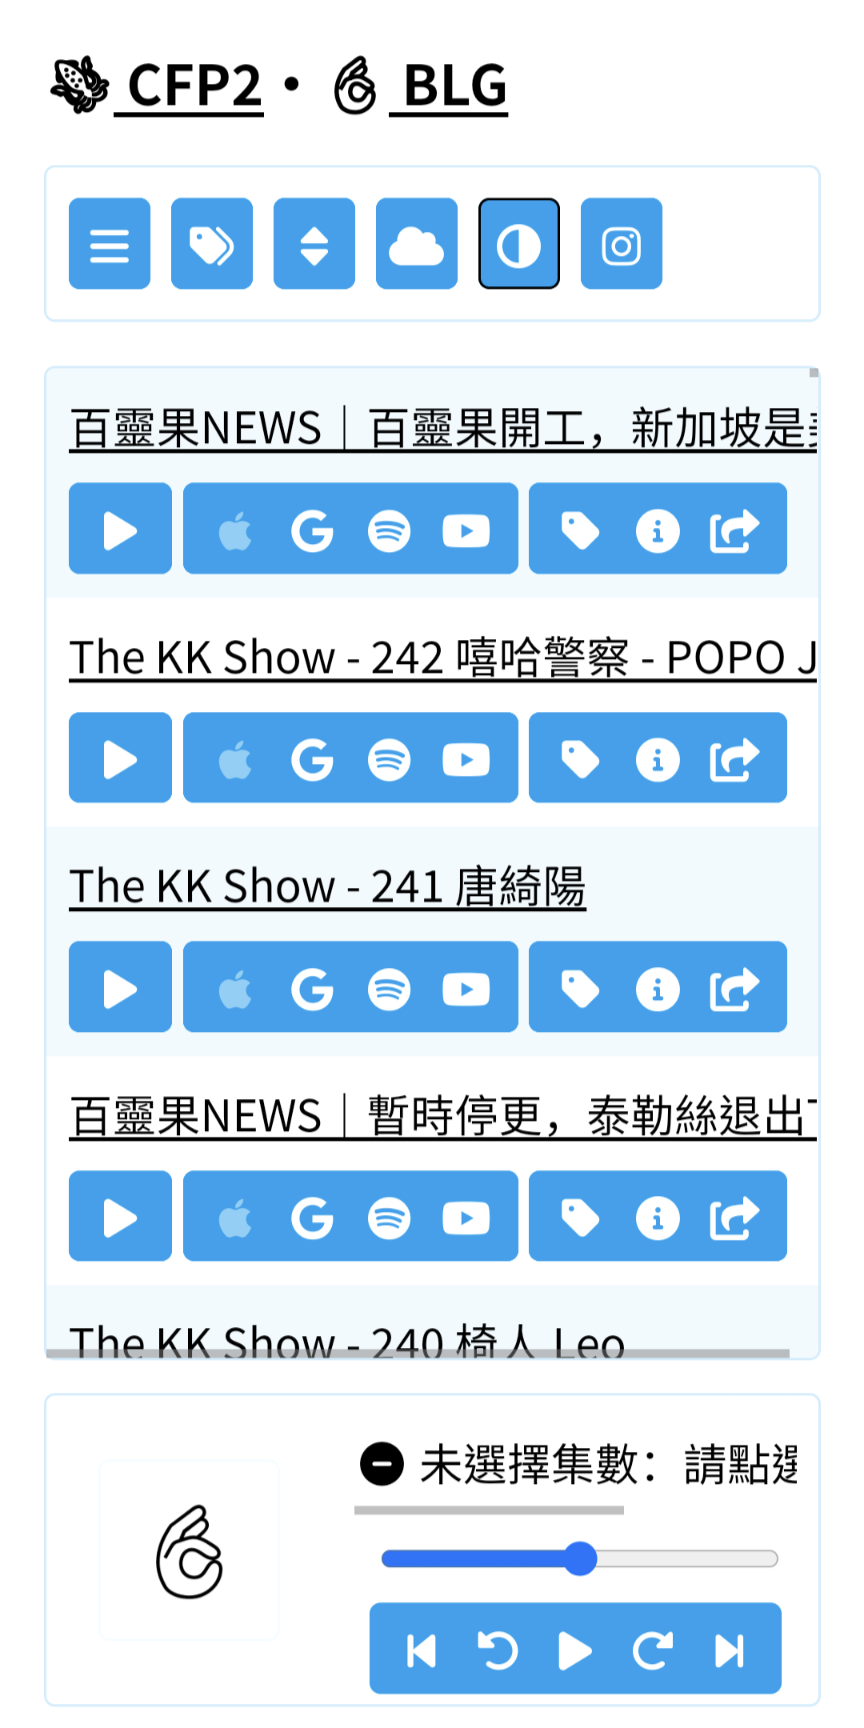 CFP2 • BLG
百靈果NEWS｜百靈果開工，新加坡是
The KK Show - 242 嘻哈警察 - POPO J
The KK Show - 241 唐綺陽
百靈果NEWS｜暫時停更，泰勒絲退出
The KK Show - 240 椅人 Leo
未選擇集數：請點選